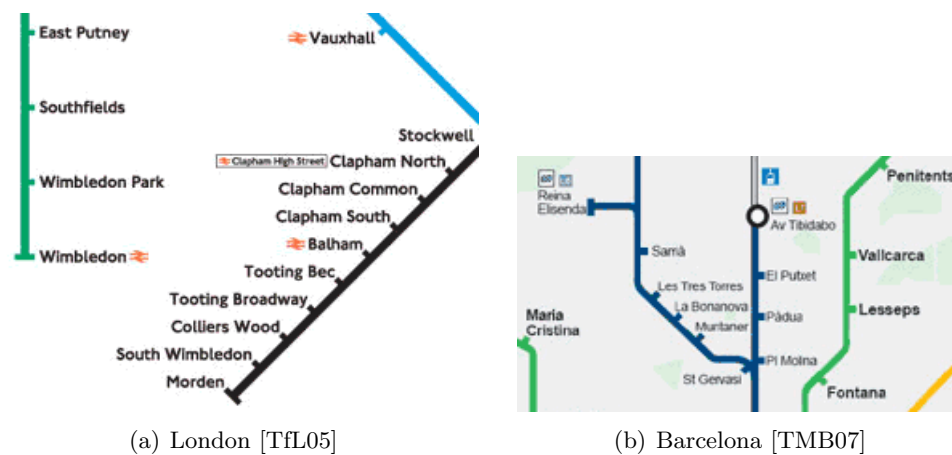 East Putney
Southfields
Wimbledon Park
Wimbledon
Vauxhall
Stockwell
Clapham High Street
Clapham North
Clapham Common
Clapham South
Balham
Tooting Bec
Tooting Broadway
Colliers Wood
South Wimbledon
Morden
(a) London [TfL05]
Reina
Elisenda
Sarrà
Les Tres Torres
La Bonanova
Muntaner
St Gervasi
Av Tibidabo
El Putxet
Pàdua
Pl Molina
Penitents
Vallcarca
Lesseps
Fontana
Maria
Cristina
(b) Barcelona [TMB07]